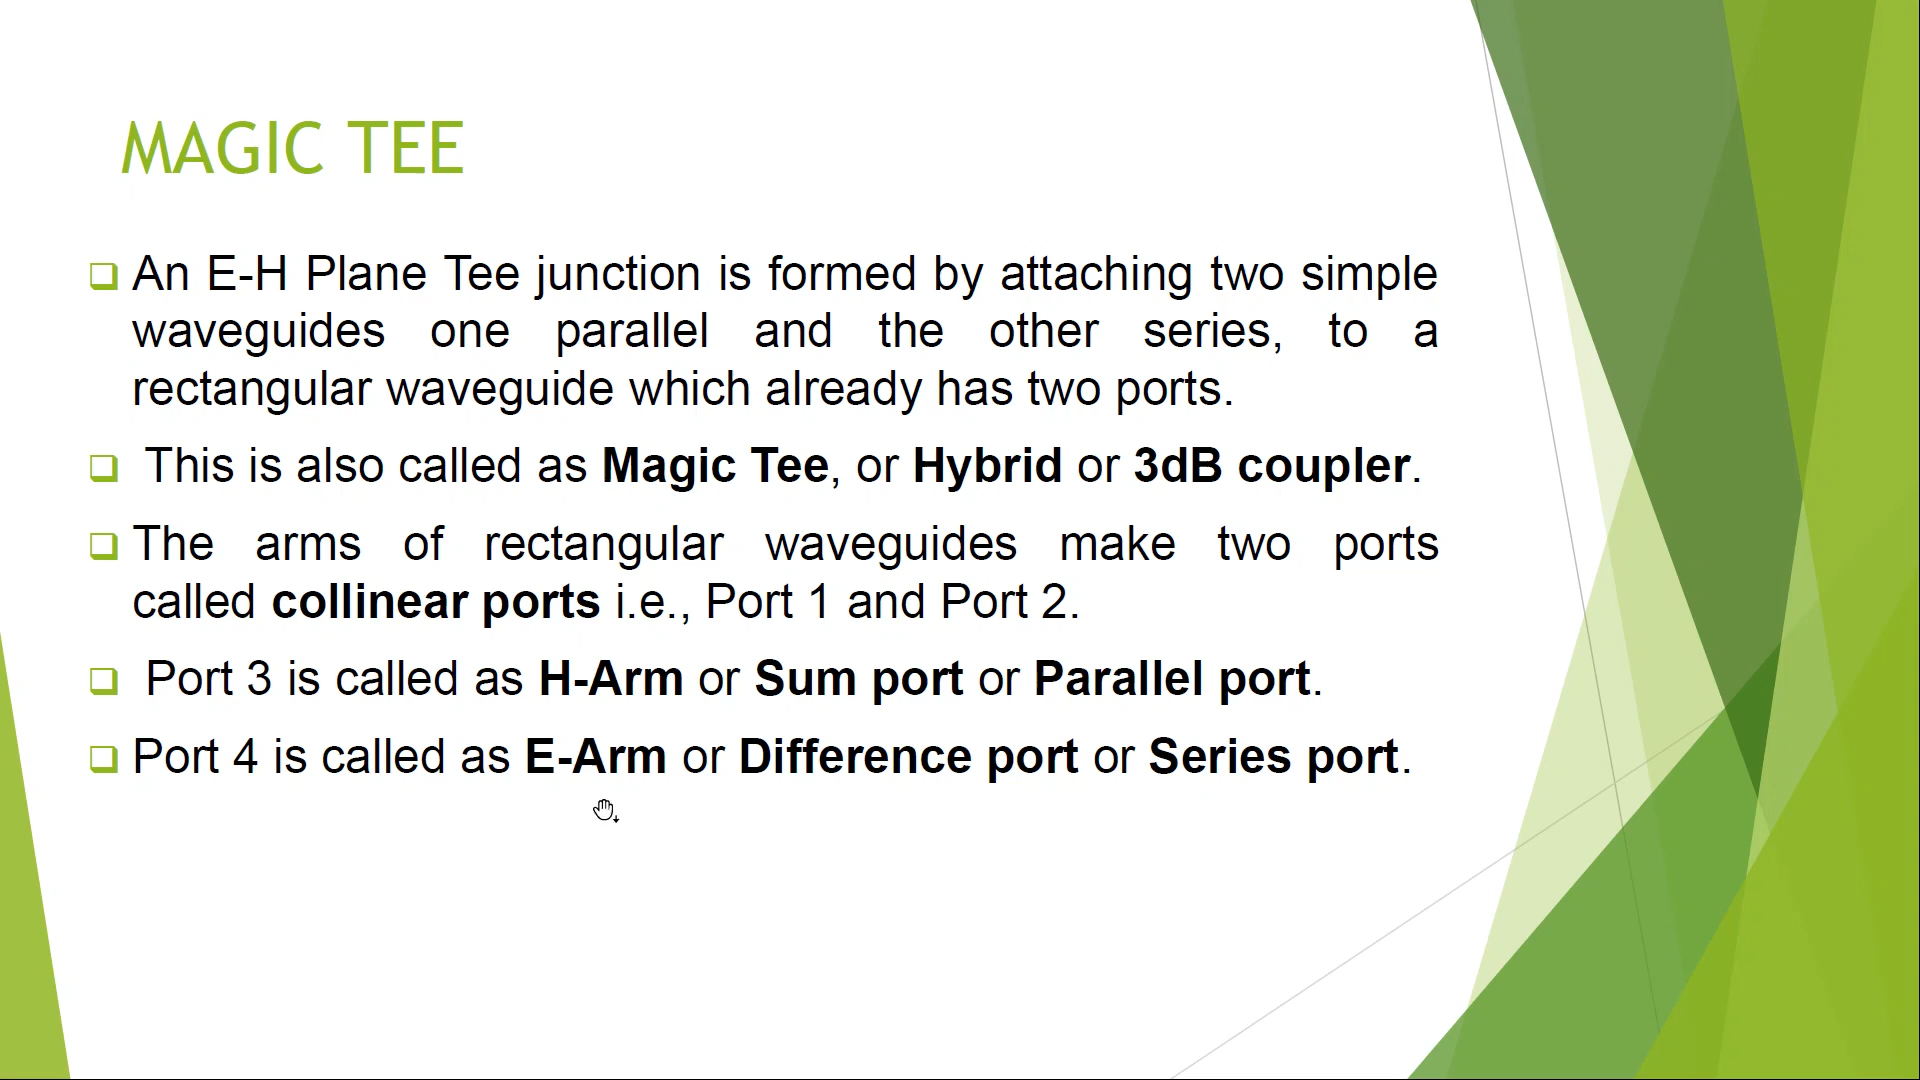 MAGIC TEE
An E-H Plane Tee junction is formed by attaching two simple
waveguides one parallel and the other series, to a
rectangular waveguide which already has two ports.
This is also called as Magic Tee, or Hybrid or 3dB coupler.
The arms of rectangular waveguides make two ports
called collinear ports i.e., Port 1 and Port 2.
Port 3 is called as H-Arm or Sum port or Parallel port.
Port 4 is called as E-Arm or Difference port or Series port.